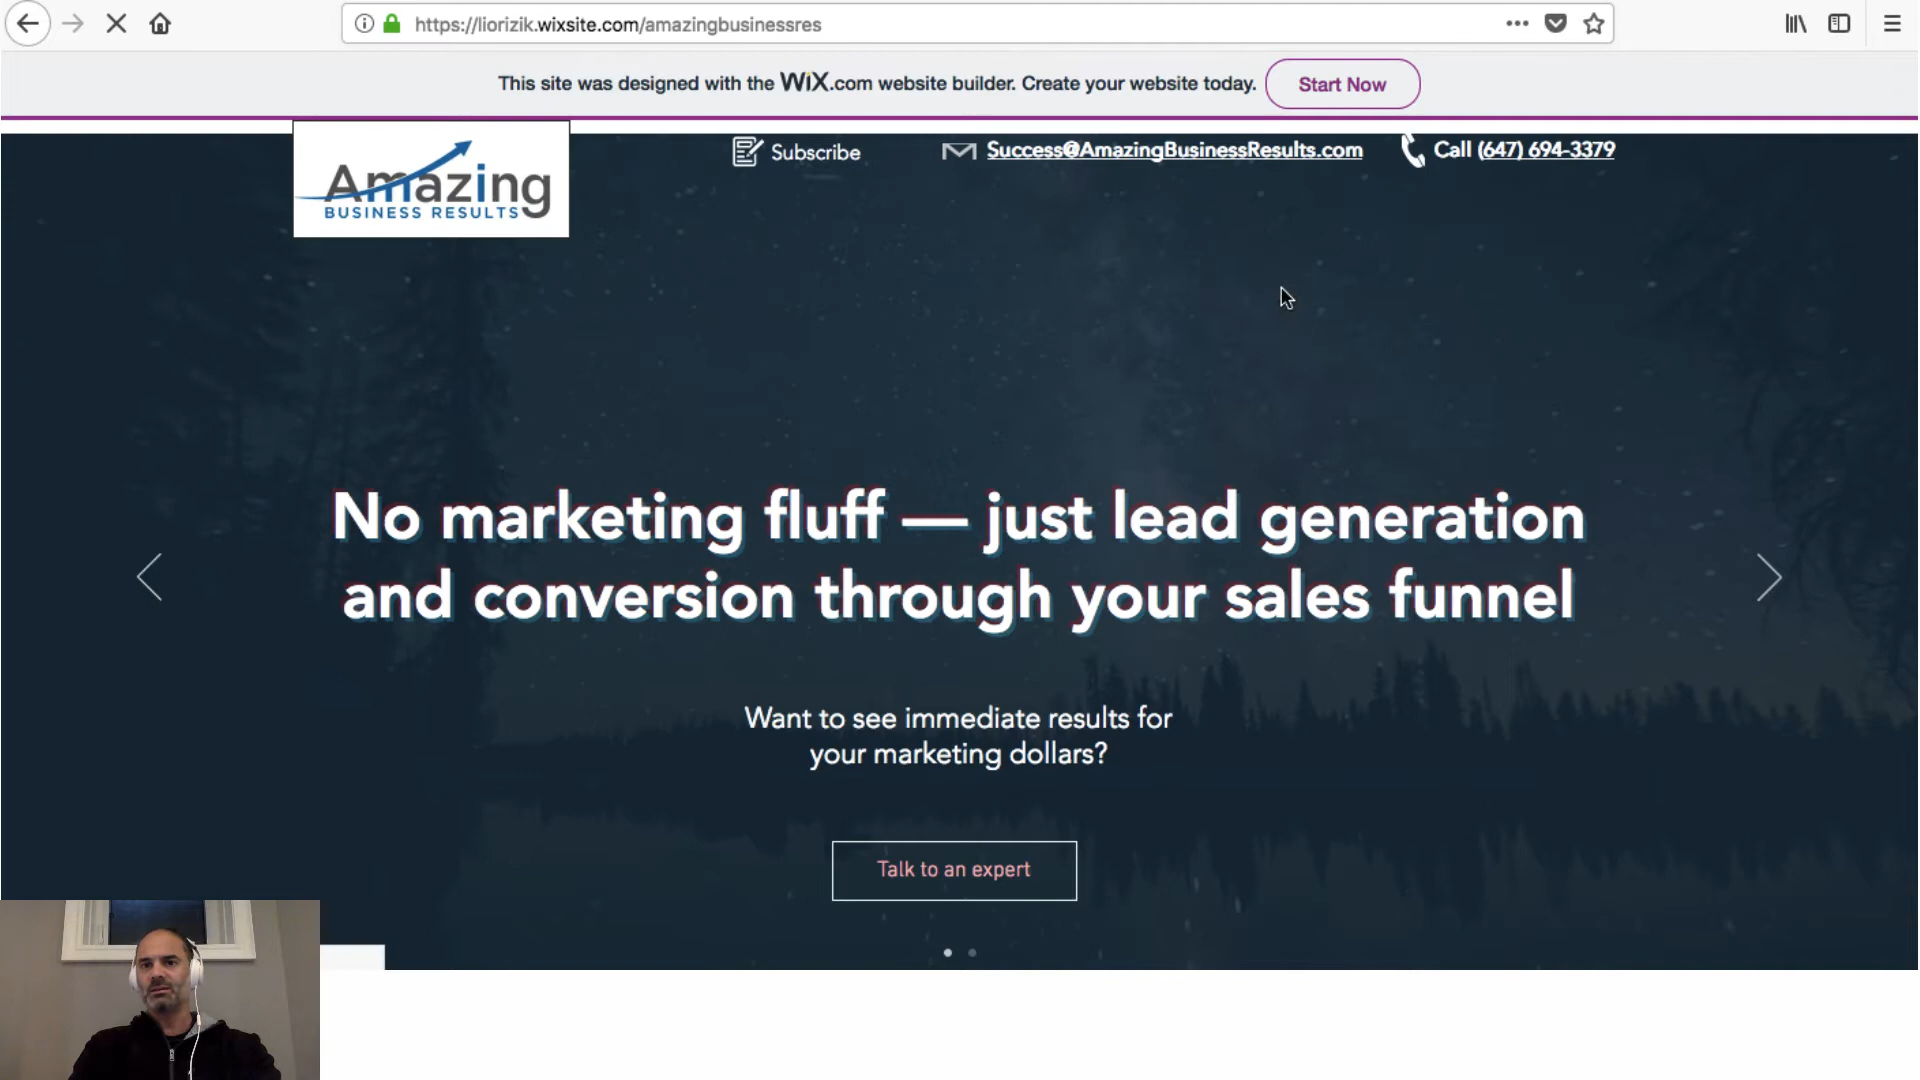 https://liorizik.wixsite.com/amazingbusinessres
This site was designed with the WiX.com website builder. Create your website today.
Start Now
Amazing
BUSINESS RESULTS
Subscribe
Success@AmazingBusinessResults.com
Call (647) 694-3379
No marketing fluff — just lead generation
and conversion through your sales funnel
Want to see immediate results for
your marketing dollars?
Talk to an expert